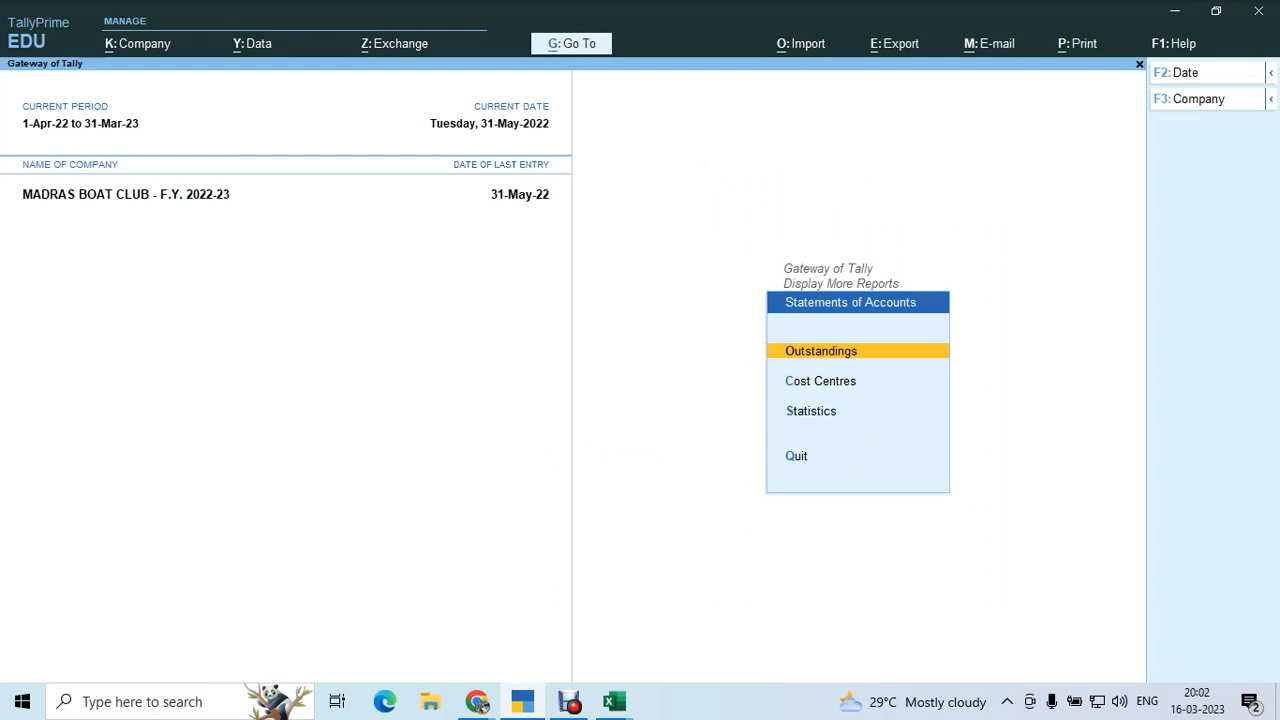 TallyPrime
EDU
MANAGE
K: Company
Y: Data
Z: Exchange
G: Go To
O: Import
E: Export
M: E-mail
P: Print
F1: Help
Gateway of Tally
F2: Date
F3: Company
CURRENT PERIOD
CURRENT DATE
1-Apr-22 to 31-Mar-23
Tuesday, 31-May-2022
NAME OF COMPANY
DATE OF LAST ENTRY
MADRAS BOAT CLUB - F.Y. 2022-23
31-May-22
Gateway of Tally
Display More Reports
Statements of Accounts
Outstandings
Cost Centres
Statistics
Quit
Type here to search
29°C Mostly cloudy
ENG
20:02
16-03-2023
2